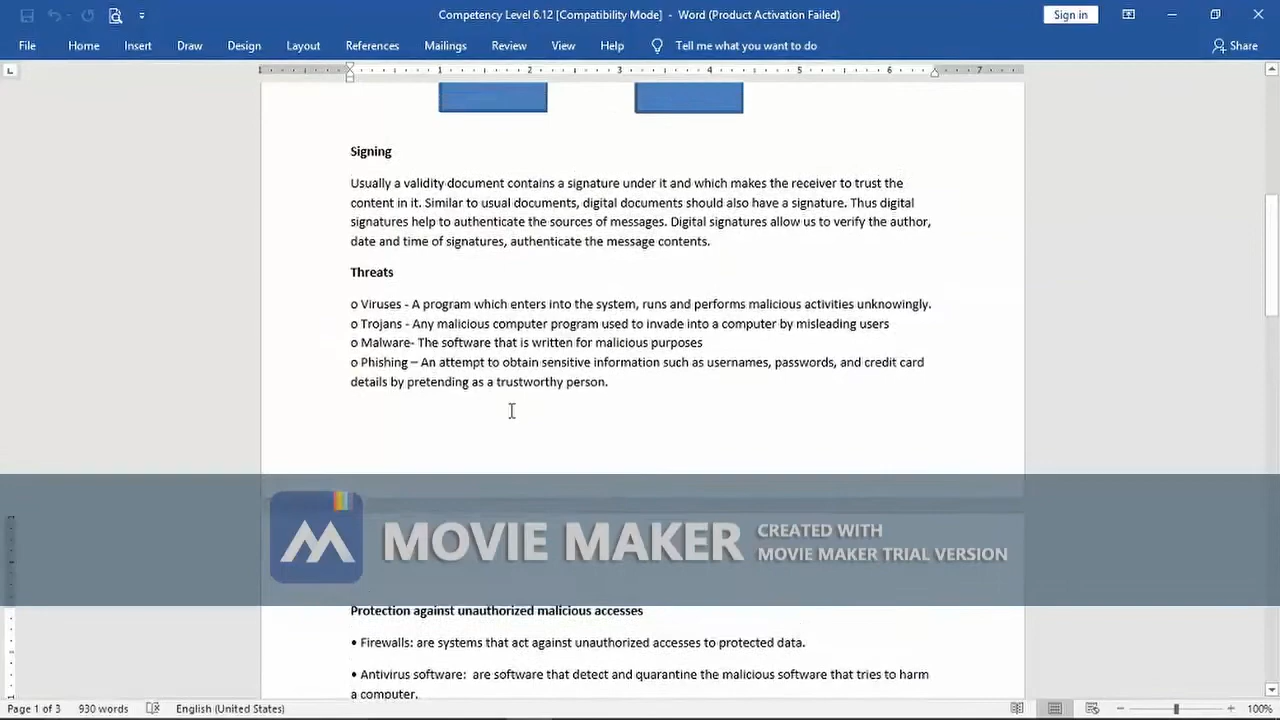 Competency Level 6.12 [Compatibility Mode] - Word (Product Activation Failed)
Sign in
File Home Insert Draw Design Layout References Mailings Review View Help Tell me what you want to do Share
1 1 2 3 4 5 6 7
Signing
Usually a validity document contains a signature under it and which makes the receiver to trust the
content in it. Similar to usual documents, digital documents should also have a signature. Thus digital
signatures help to authenticate the sources of messages. Digital signatures allow us to verify the author,
date and time of signatures, authenticate the message contents.
Threats
o Viruses - A program which enters into the system, runs and performs malicious activities unknowingly.
o Trojans - Any malicious computer program used to invade into a computer by misleading users
o Malware- The software that is written for malicious purposes
o Phishing – An attempt to obtain sensitive information such as usernames, passwords, and credit card
details by pretending as a trustworthy person.
MOVIE MAKER
CREATED WITH
MOVIE MAKER TRIAL VERSION
Protection against unauthorized malicious accesses
• Firewalls: are systems that act against unauthorized accesses to protected data.
• Antivirus software: are software that detect and quarantine the malicious software that tries to harm
a computer.
Page 1 of 3 930 words English (United States) 100%